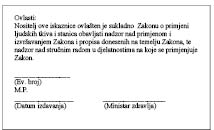 Ovlasti:
Nositelj ove iskaznice ovlašten je sukladno Zakonu o primjeni
ljudskih tkiva i stanica obavljati nadzor nad primjenom i
izvršavanjem Zakona i propisa donesenih na temelju Zakona, te
nadzor nad stručnim radom u djelatnostima na koje se primjenjuje
Zakon.
(Ev. broj)
M.P.
(Datum izdavanja) (Ministar zdravlja)